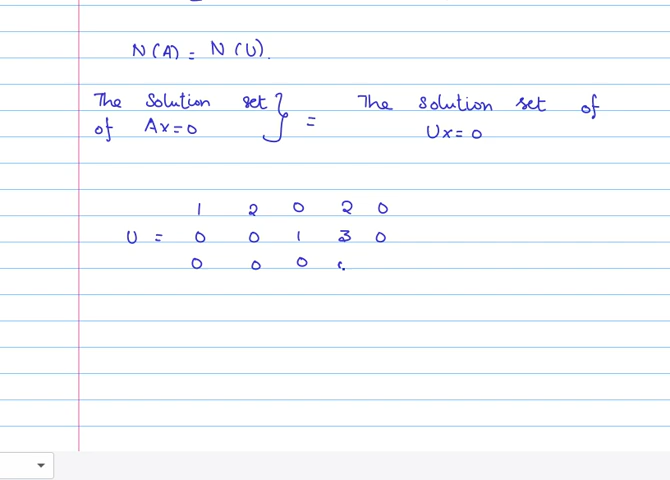 N(A) = N(U).
The solution set of Ax=0 } = The solution set of Ux=0
1 2 0 2 0
U = 0 0 1 3 0
0 0 0